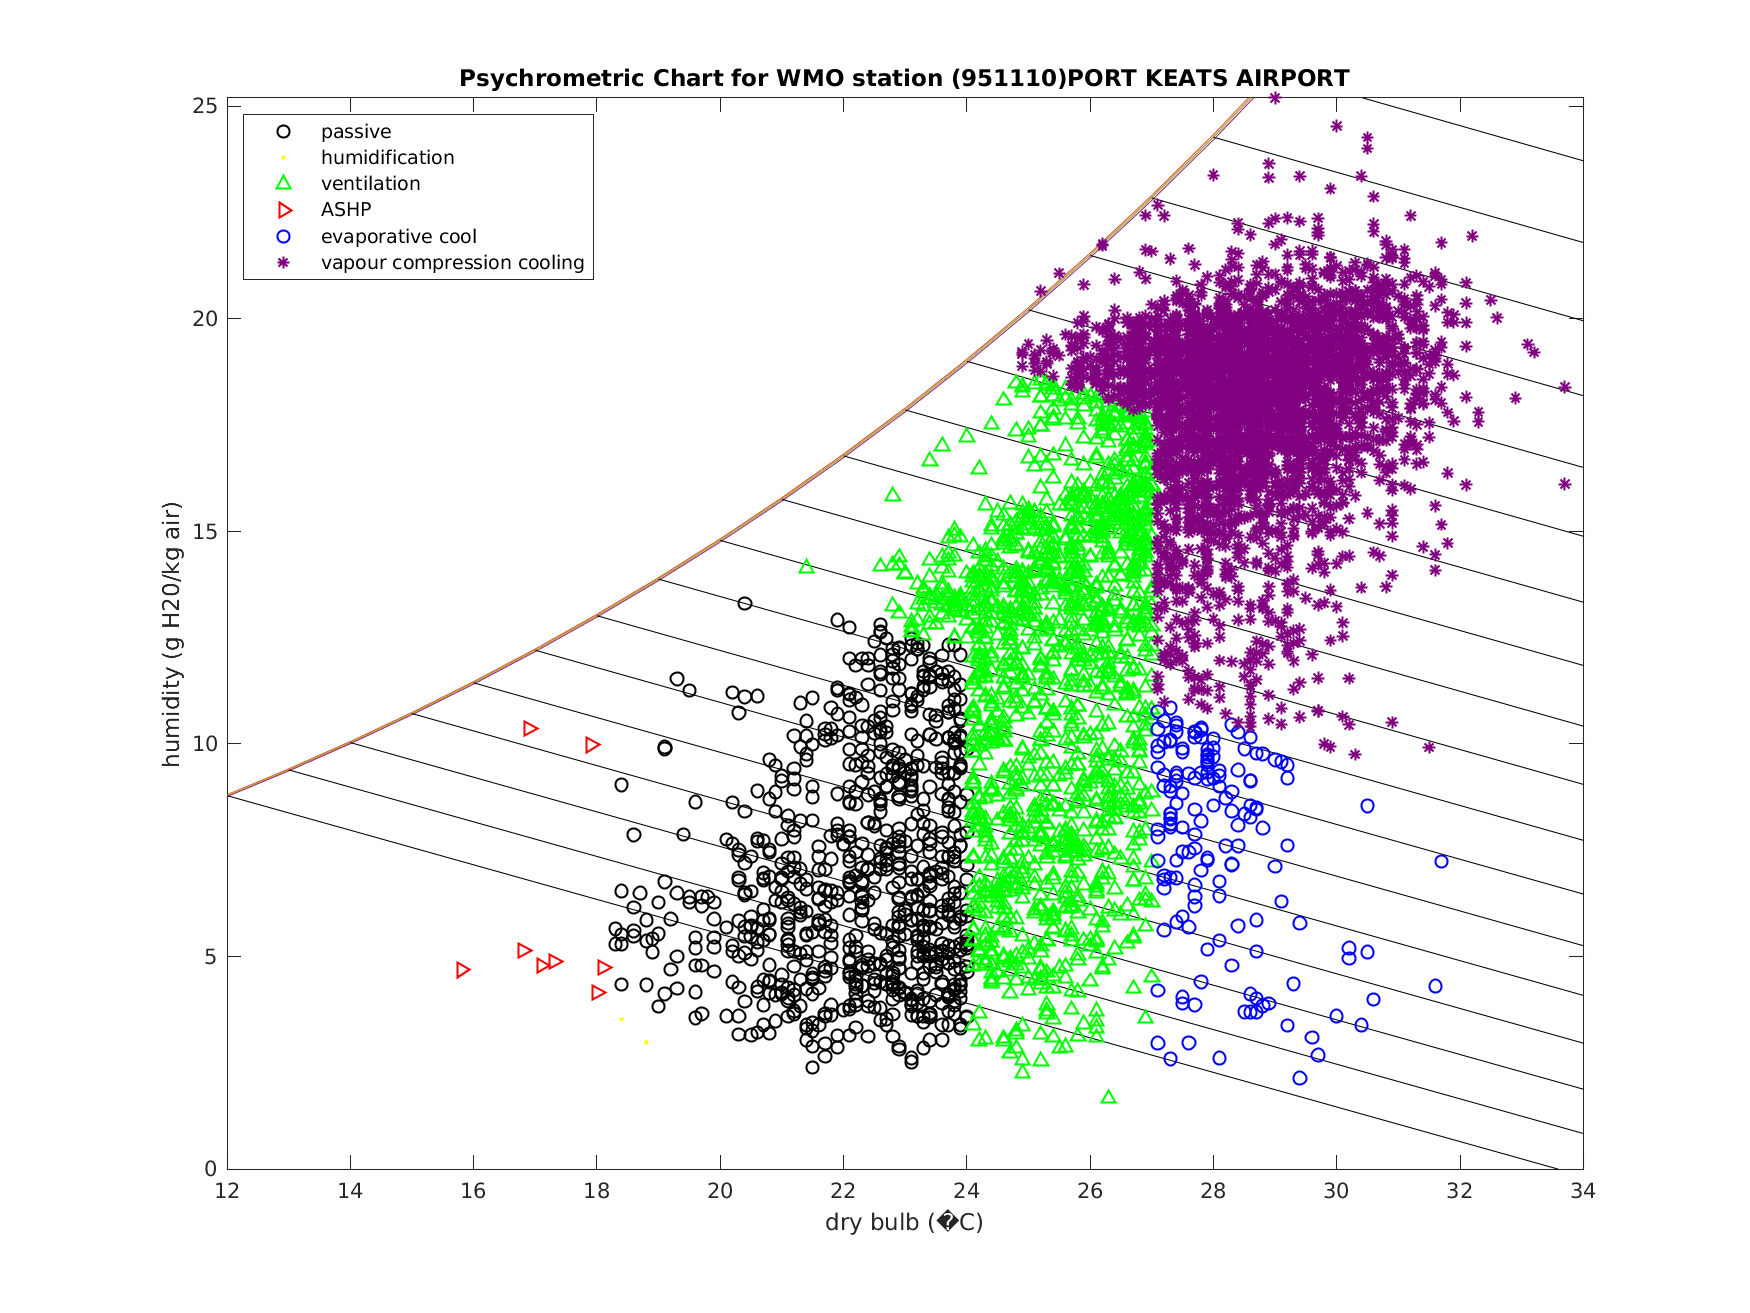 Psychrometric Chart for WMO station (951110)PORT KEATS AIRPORT
passive
humidification
ventilation
ASHP
evaporative cool
vapour compression cooling
humidity (g H20/kg air)
25
20
15
10
5
0
12 14 16 18 20 22 24 26 28 30 32 34
dry bulb (�C)